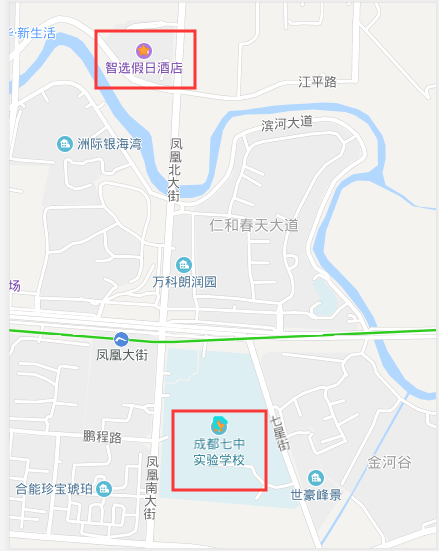 华·新生活
智选假日酒店
江平路
滨河大道
洲际银海湾
凤凰北大街
仁和春天大道
万科朗润园
场
凤凰大街
七星街
成都七中
实验学校
鹏程路
金河谷
凤凰南大街
合能珍宝琥珀
世豪峰景